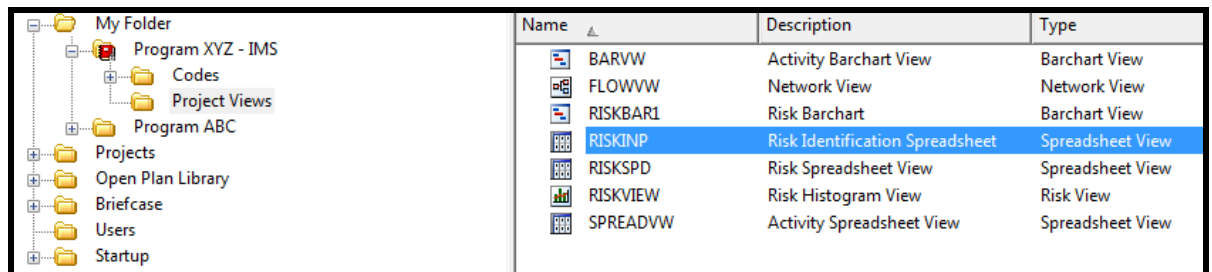 My Folder
Program XYZ - IMS
Codes
Project Views
Program ABC
Projects
Open Plan Library
Briefcase
Users
Startup
Name Description Type
BARVW Activity Barchart View Barchart View
FLOWVW Network View Network View
RISKBAR1 Risk Barchart Barchart View
RISKINP Risk Identification Spreadsheet Spreadsheet View
RISKSPD Risk Spreadsheet View Spreadsheet View
RISKVIEW Risk Histogram View Risk View
SPREADVW Activity Spreadsheet View Spreadsheet View